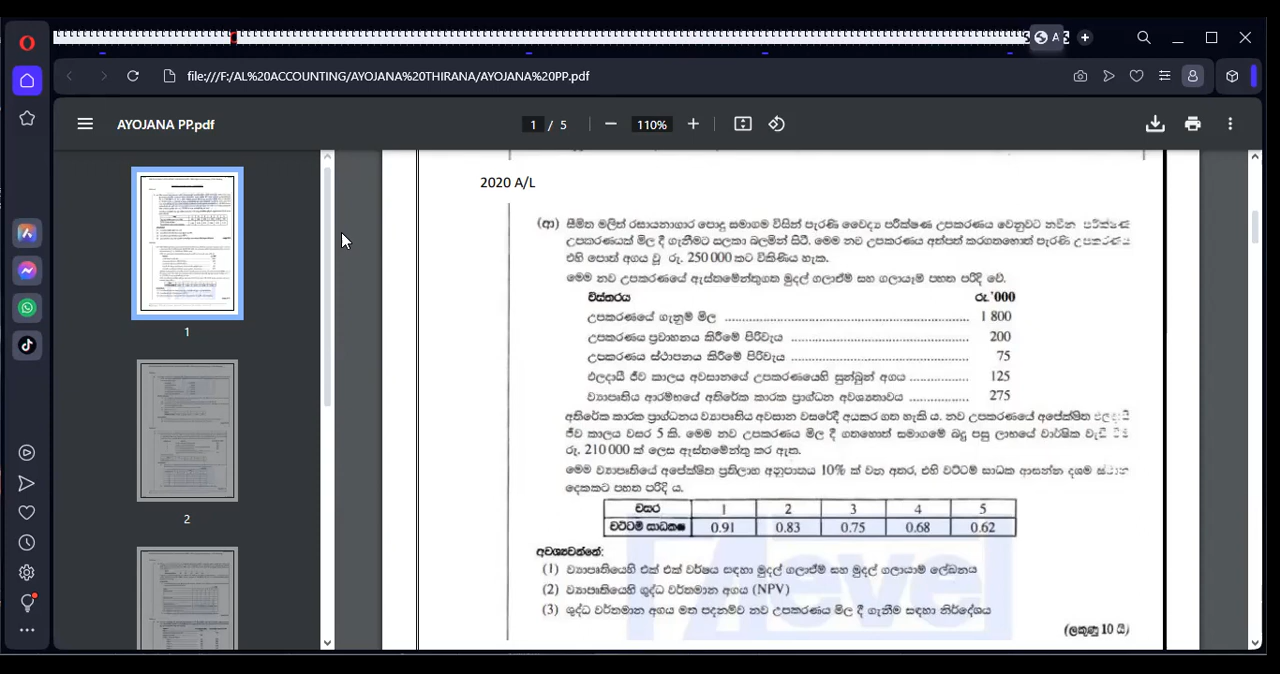 A
file:///F:/AL%20ACCOUNTING/AYOJANA%20THIRANA/AYOJANA%20PP.pdf
AYOJANA PP.pdf
1 / 5
110%
1
2
2020 A/L
(ආ) සීමිත මලිත් රසායනාගාර පොදු සමාගම විසින් පැරණි වෛද්‍ය පරීක්ෂණ උපකරණය වෙනුවට නවීන පරීක්ෂණ
උපකරණයක් මිල දී ගැනීමට සලකා බලමින් සිටී. මෙම නව උපකරණය අත්පත් කරගතහොත් පැරණි උපකරණය
එහි පොත් අගය වූ රු. 250 000 කට විකිණිය හැක.
මෙම නව උපකරණයේ ඇස්තමේන්තුගත මුදල් ගලාඒම් සහ ගලායෑම් පහත පරිදි වේ.
විස්තරය රු.'000
උපකරණයේ ගැනුම් මිල 1 800
උපකරණය ප්‍රවාහනය කිරීමේ පිරිවැය 200
උපකරණය ස්ථාපනය කිරීමේ පිරිවැය 75
ඵලදායී ජීව කාලය අවසානයේ උපකරණයෙහි සුන්බුන් අගය 125
ව්‍යාපෘතිය ආරම්භයේ අතිරේක කාරක ප්‍රාග්ධන අවශ්‍යතාවය 275
අතිරේක කාරක ප්‍රාග්ධනය ව්‍යාපෘතිය අවසාන වසරේදී අයකර ගත හැකි ය. නව උපකරණයේ අපේක්ෂිත ඵලදායී
ජීව කාලය වසර 5 කි. මෙම නව උපකරණය මිල දී ගතහොත් සමාගමේ බදු පසු ලාභයේ වාර්ෂික වැඩි වීම
රු. 210 000 ක් ලෙස ඇස්තමේන්තු කර ඇත.
මෙම ව්‍යාපෘතියේ අපේක්ෂිත ප්‍රතිලාභ අනුපාතය 10% ක් වන අතර, එහි වට්ටම් සාධක ආසන්න දශම ස්ථාන
දෙකකට පහත පරිදි ය.
වසර 1 2 3 4 5
වට්ටම් සාධකය 0.91 0.83 0.75 0.68 0.62
අවශ්‍යවන්නේ:
(1) ව්‍යාපෘතියෙහි එක් එක් වර්ෂය සඳහා මුදල් ගලාඒම් සහ මුදල් ගලායාම් ලේඛනය
(2) ව්‍යාපෘතියෙහි ශුද්ධ වර්තමාන අගය (NPV)
(3) ශුද්ධ වර්තමාන අගය මත පදනම්ව නව උපකරණය මිල දී ගැනීම සඳහා නිර්දේශය
(ලකුණු 10 යි)